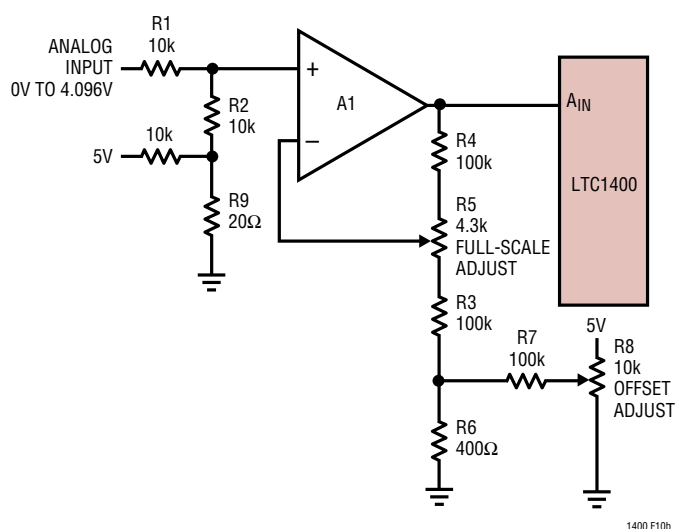 R1
10k
ANALOG
INPUT
0V TO 4.096V
R2
10k
10k
5V
R9
20Ω
+
A1
–
AIN
LTC1400
R4
100k
R5
4.3k
FULL-SCALE
ADJUST
R3
100k
R7
100k
5V
R8
10k
OFFSET
ADJUST
R6
400Ω
1400 F10b